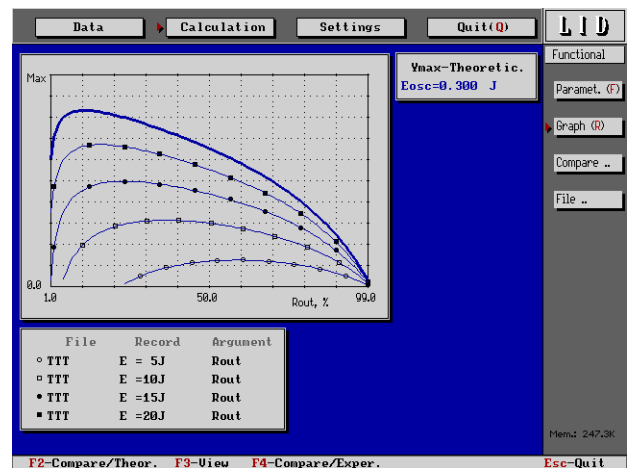 Data Calculation Settings Quit(Q) LID
Functional
Ymax-Theoretic.
Eosc=0.300 J
Paramet. (F)
Graph (R)
Compare ..
File ..
Max
0.0
1.0 50.0 Rout, % 99.0
File Record Argument
TTT E = 5J Rout
TTT E =10J Rout
TTT E =15J Rout
TTT E =20J Rout
Mem.: 247.3K
F2-Compare/Theor. F3-View F4-Compare/Exper. Esc-Quit